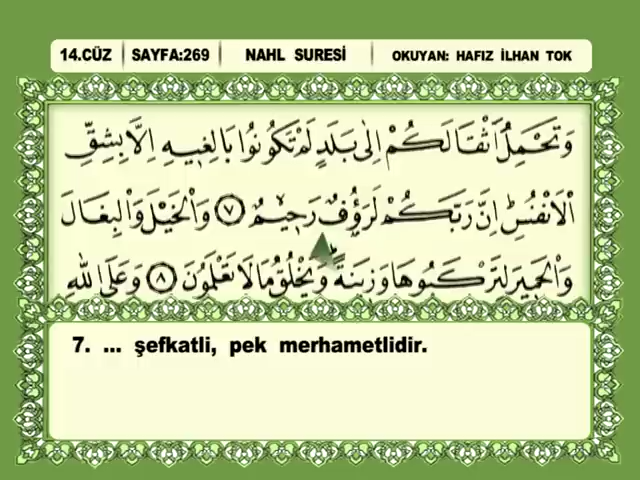 14.CÜZ SAYFA:269 NAHL SURESİ OKUYAN: HAFIZ İLHAN TOK
وَتَحْمِلُ اَثْقَالَكُمْ اِلٰى بَلَدٍ لَمْ تَكُونُوا بَالِغ۪يهِ اِلَّا بِشِقِّ
الْاَنْفُسِۜ اِنَّ رَبَّكُمْ لَرَؤُ۫فٌ رَح۪يمٌۙ ﴿٧﴾ وَالْخَيْلَ وَالْبِغَالَ
وَالْحَم۪يرَ لِتَرْكَبُوهَا وَز۪ينَةًۜ وَيَخْلُقُ مَا لَا تَعْلَمُونَ ﴿٨﴾ وَعَلَى اللّٰهِ
7. ... şefkatli, pek merhametlidir.